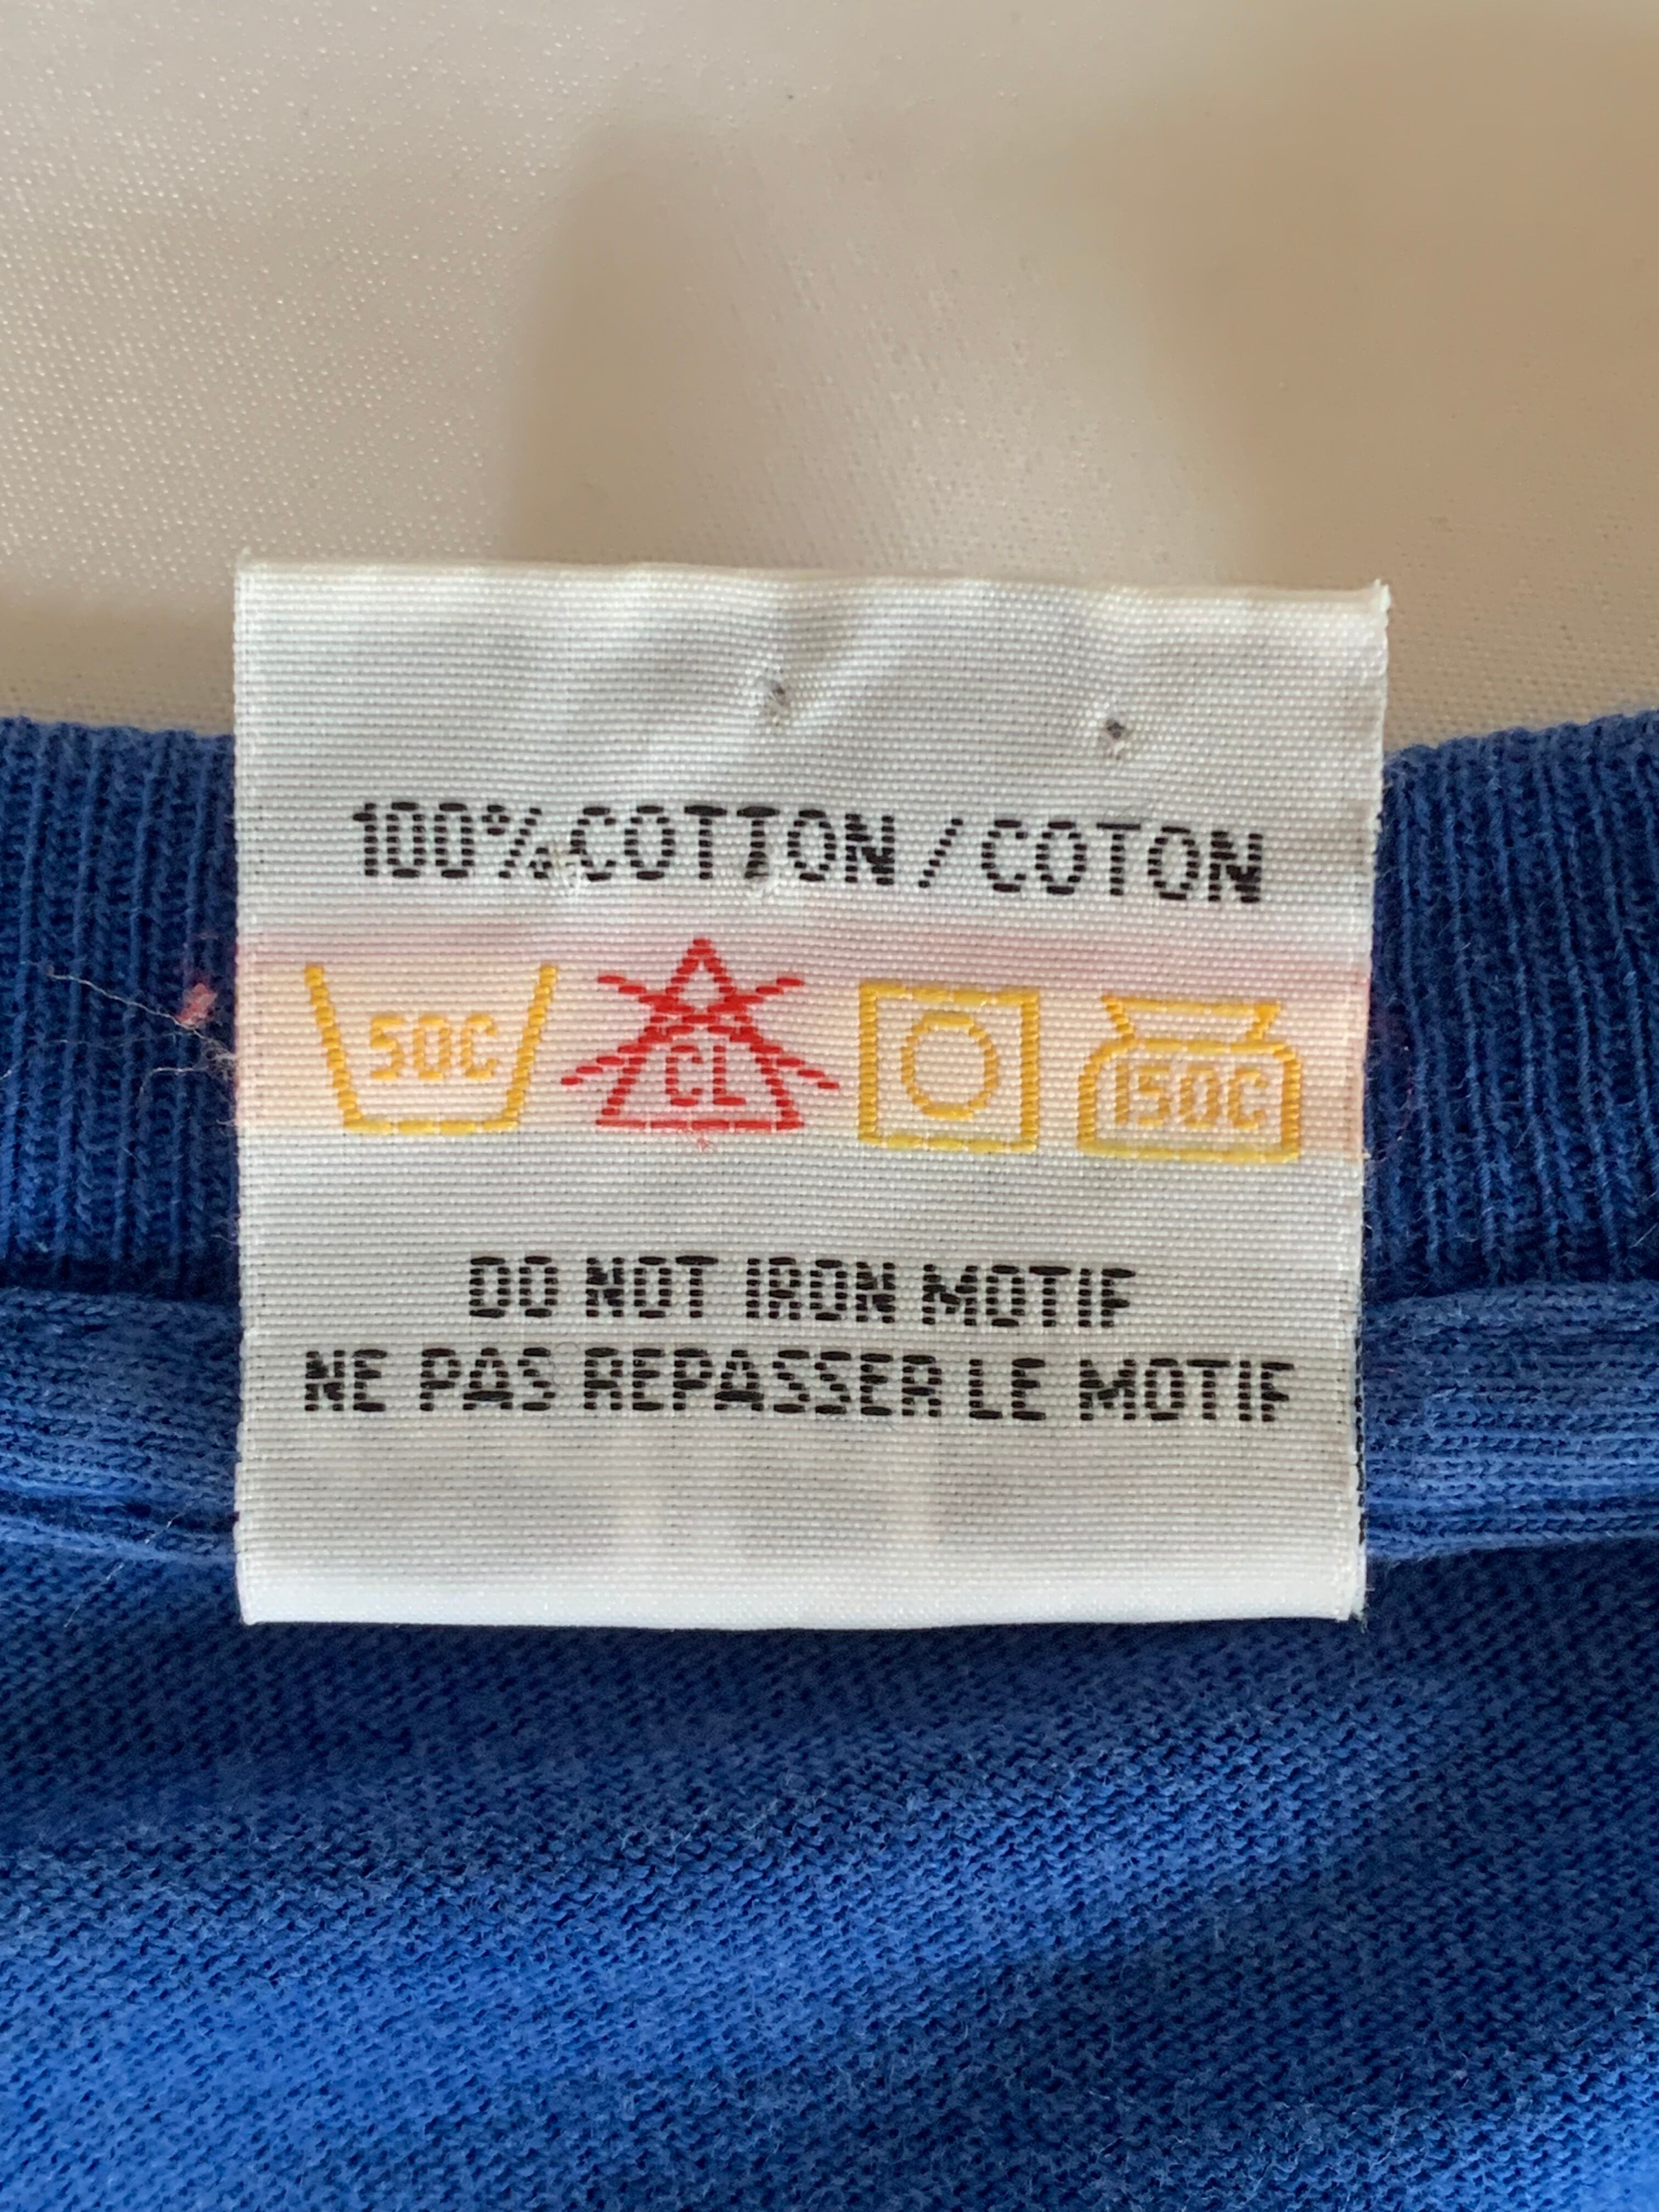 100% COTTON / COTON
50C CL 150C
DO NOT IRON MOTIF
NE PAS REPASSER LE MOTIF